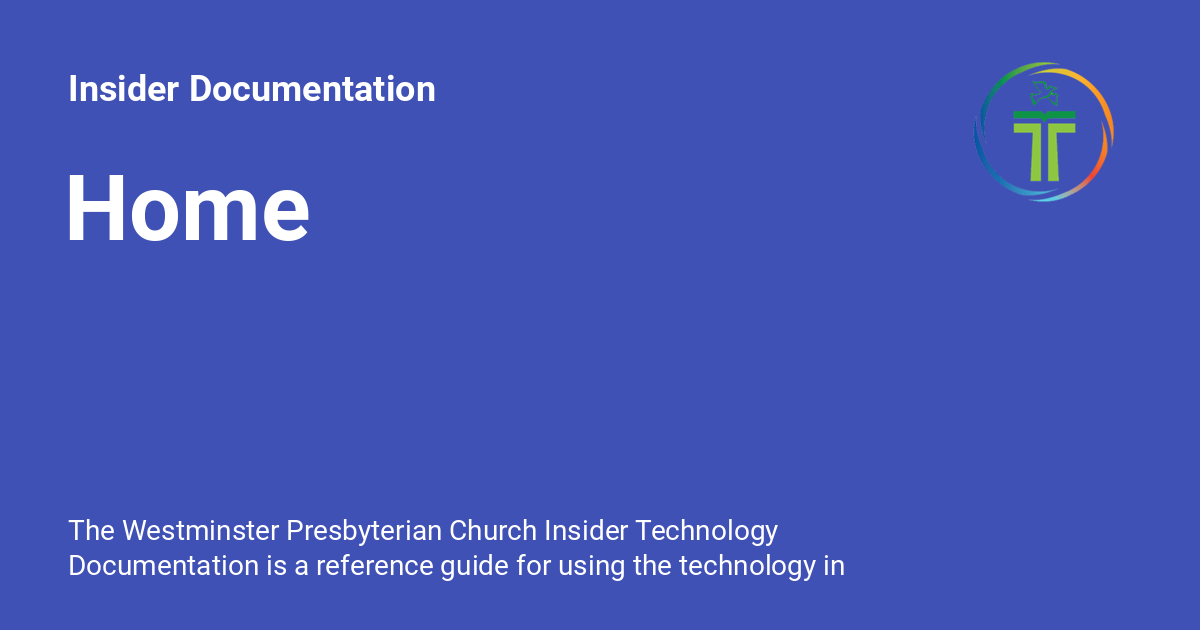 Insider Documentation
Home
The Westminster Presbyterian Church Insider Technology
Documentation is a reference guide for using the technology in